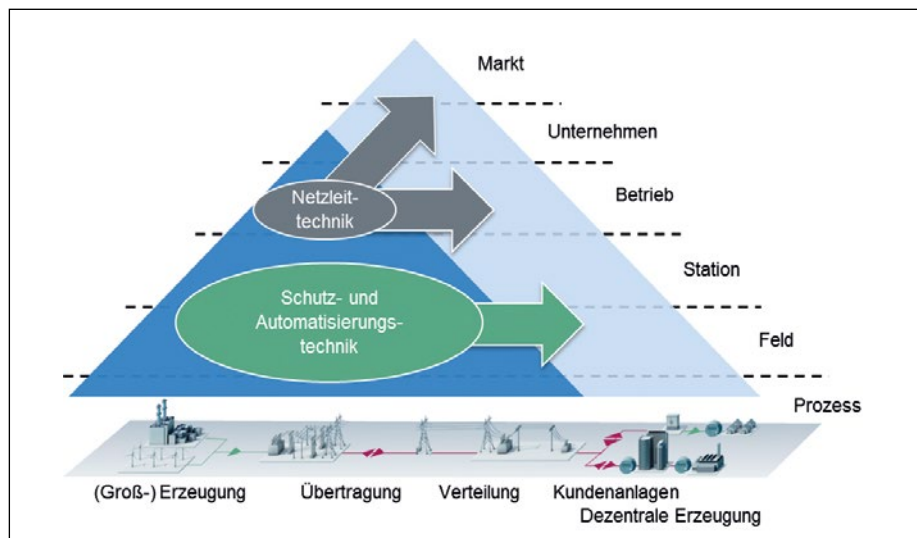 Markt
Unternehmen
Netzleit-
technik
Betrieb
Station
Schutz- und
Automatisierungs-
technik
Feld
Prozess
(Groß-) Erzeugung
Übertragung
Verteilung
Kundenanlagen
Dezentrale Erzeugung